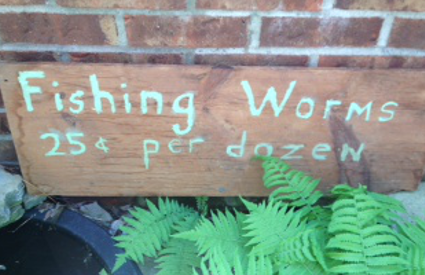 Fishing Worms
25¢ per dozen